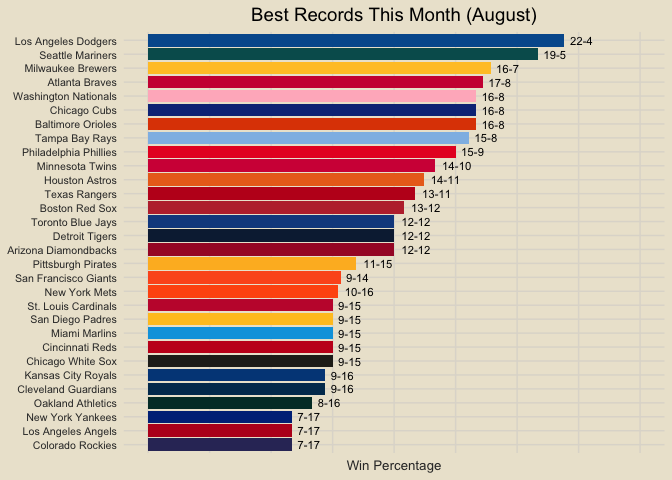 Best Records This Month (August)
Los Angeles Dodgers 22-4
Seattle Mariners 19-5
Milwaukee Brewers 16-7
Atlanta Braves 17-8
Washington Nationals 16-8
Chicago Cubs 16-8
Baltimore Orioles 16-8
Tampa Bay Rays 15-8
Philadelphia Phillies 15-9
Minnesota Twins 14-10
Houston Astros 14-11
Texas Rangers 13-11
Boston Red Sox 13-12
Toronto Blue Jays 12-12
Detroit Tigers 12-12
Arizona Diamondbacks 12-12
Pittsburgh Pirates 11-15
San Francisco Giants 9-14
New York Mets 10-16
St. Louis Cardinals 9-15
San Diego Padres 9-15
Miami Marlins 9-15
Cincinnati Reds 9-15
Chicago White Sox 9-15
Kansas City Royals 9-16
Cleveland Guardians 9-16
Oakland Athletics 8-16
New York Yankees 7-17
Los Angeles Angels 7-17
Colorado Rockies 7-17
Win Percentage